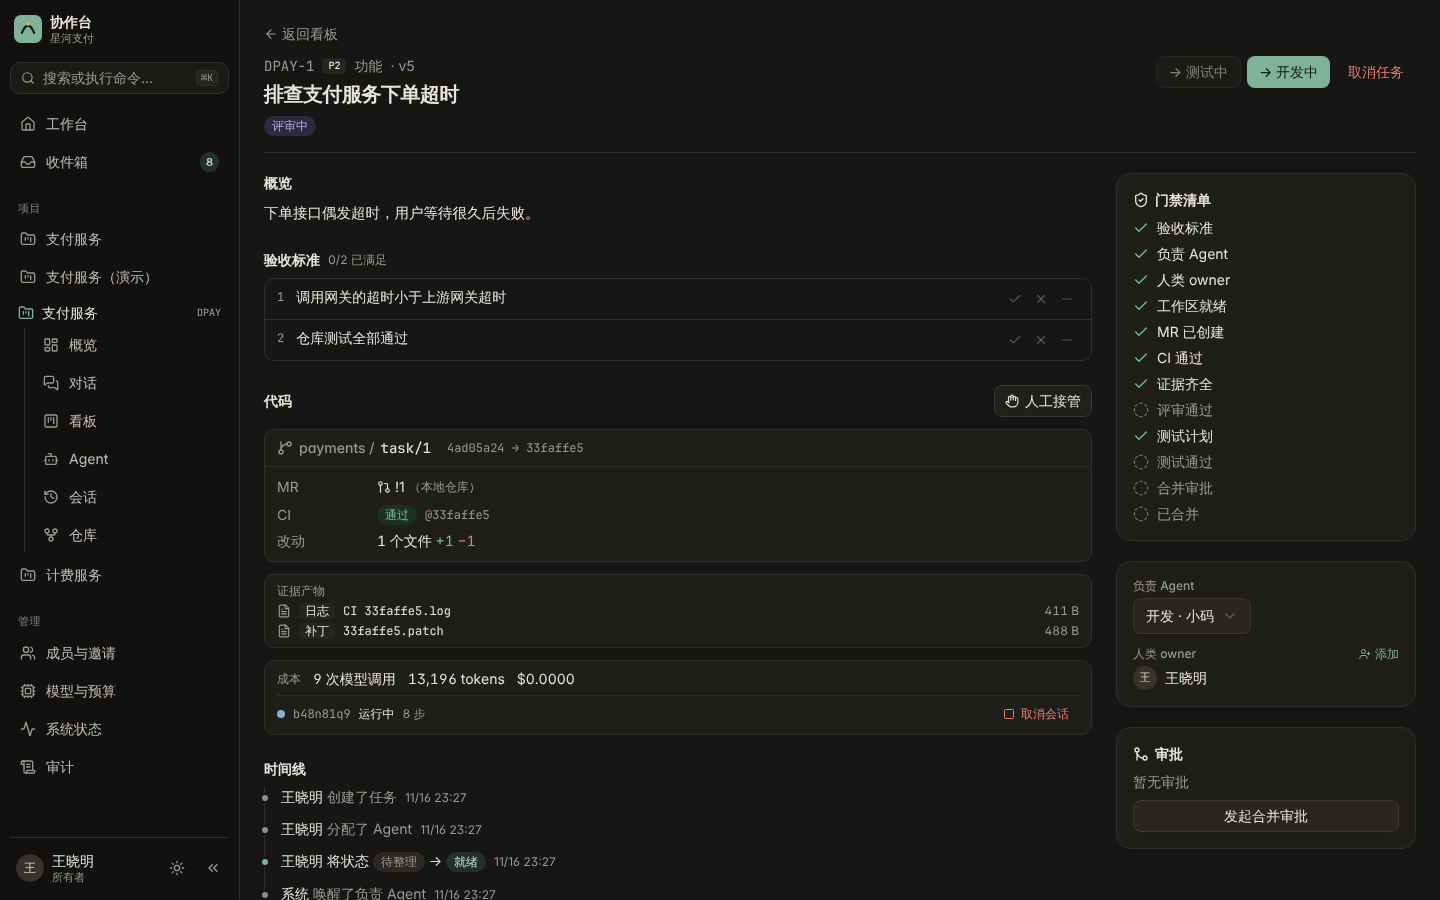 协作台
星河支付
搜索或执行命令... ⌘K
工作台
收件箱 8
项目
支付服务
支付服务（演示）
支付服务 DPAY
概览
对话
看板
Agent
会话
仓库
计费服务
管理
成员与邀请
模型与预算
系统状态
审计
王 王晓明
所有者
返回看板
DPAY-1 P2 功能 · v5
排查支付服务下单超时
评审中
→ 测试中 → 开发中 取消任务
概览
下单接口偶发超时，用户等待很久后失败。
验收标准 0/2 已满足
1 调用网关的超时小于上游网关超时
2 仓库测试全部通过
代码 人工接管
payments / task/1 4ad05a24 → 33faffe5
MR !1 （本地仓库）
CI 通过 @33faffe5
改动 1 个文件 +1 −1
证据产物
日志 CI 33faffe5.log 411 B
补丁 33faffe5.patch 488 B
成本 9 次模型调用 13,196 tokens $0.0000
b48n81q9 运行中 8 步 取消会话
时间线
王晓明 创建了任务 11/16 23:27
王晓明 分配了 Agent 11/16 23:27
王晓明 将状态 待整理 → 就绪 11/16 23:27
系统 唤醒了负责 Agent 11/16 23:27
门禁清单
验收标准
负责 Agent
人类 owner
工作区就绪
MR 已创建
CI 通过
证据齐全
评审通过
测试计划
测试通过
合并审批
已合并
负责 Agent
开发 · 小码
人类 owner 添加
王 王晓明
审批
暂无审批
发起合并审批